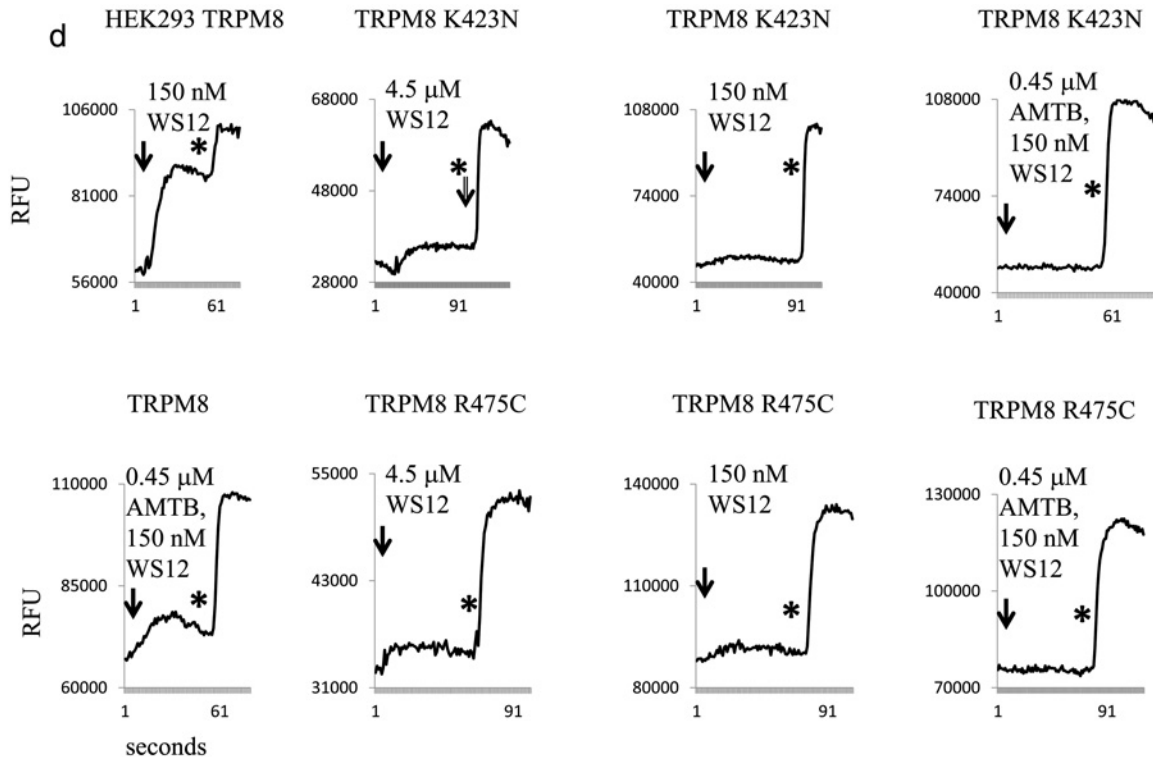 d
HEK293 TRPM8
TRPM8 K423N
TRPM8 K423N
TRPM8 K423N
RFU
106000
81000
56000
150 nM
WS12
*
1
61
68000
48000
28000
4.5 μM
WS12
*
1
91
108000
74000
40000
150 nM
WS12
*
1
91
108000
74000
40000
0.45 μM
AMTB,
150 nM
WS12
*
1
61
TRPM8
TRPM8 R475C
TRPM8 R475C
TRPM8 R475C
RFU
110000
85000
60000
0.45 μM
AMTB,
150 nM
WS12
*
1
61
seconds
55000
43000
31000
4.5 μM
WS12
*
1
91
140000
110000
80000
150 nM
WS12
*
1
91
130000
100000
70000
0.45 μM
AMTB,
150 nM
WS12
*
1
91